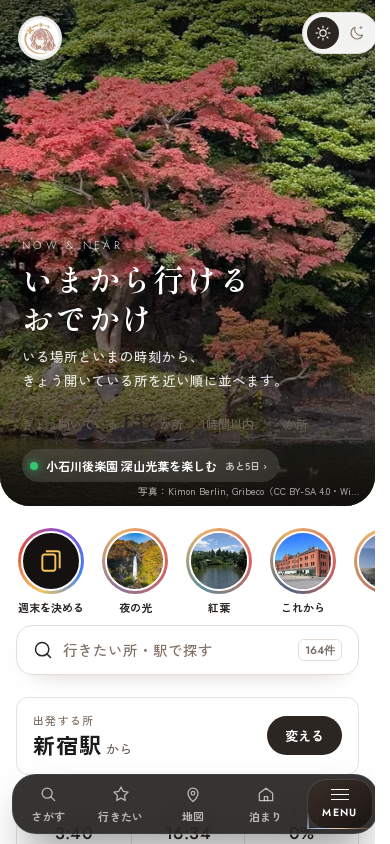 NOW & NEAR
いまから行ける
おでかけ
いる場所といまの時刻から、
きょう開いている所を近い順に並べます。
小石川後楽園 深山光葉を楽しむ あと5日 ›
写真：Kimon Berlin, Gribeco（CC BY-SA 4.0・Wi…
週末を決める 夜の光 紅葉 これから
行きたい所・駅で探す 164件
出発する所
新宿駅 から 変える
さがす 行きたい 地図 泊まり MENU
3:40 16:34 0%